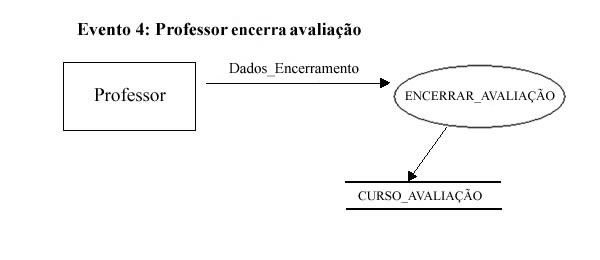 Evento 4: Professor encerra avaliação
Dados_Encerramento
Professor
ENCERRAR_AVALIAÇÃO
CURSO_AVALIAÇÃO